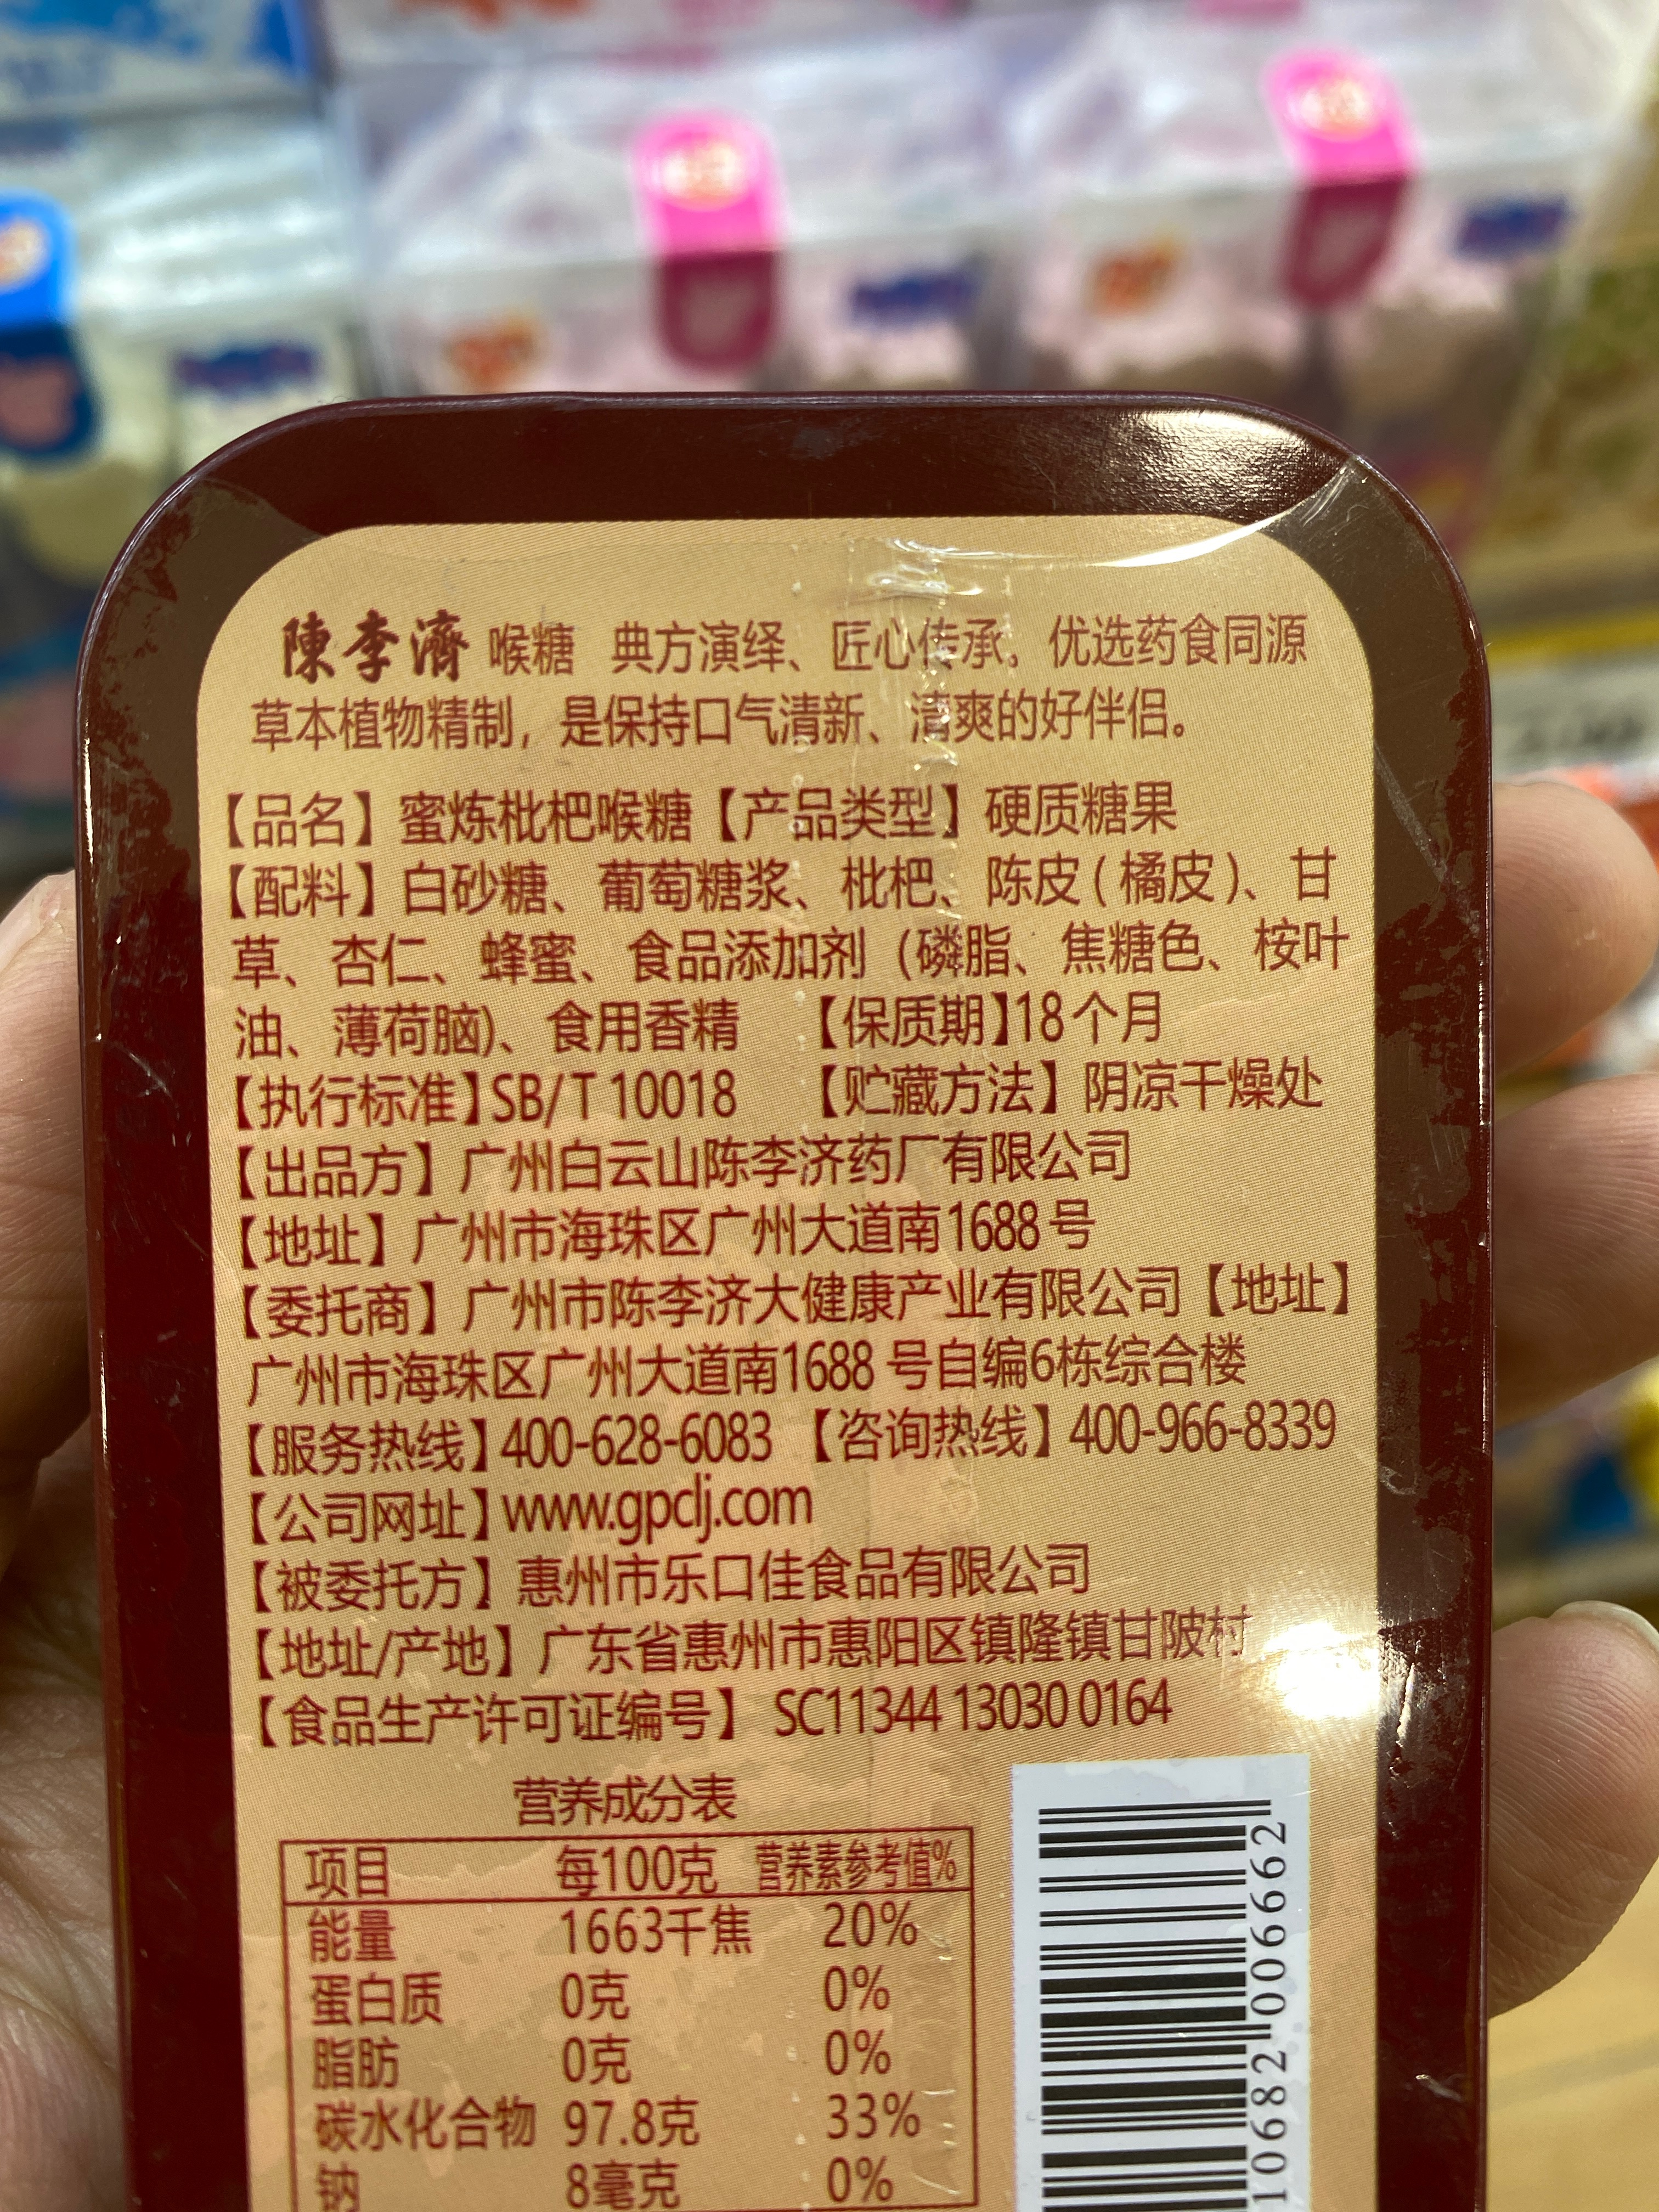 陳李濟 喉糖 典方演绎、匠心传承。优选药食同源
草本植物精制，是保持口气清新、清爽的好伴侣。
【品名】蜜炼枇杷喉糖【产品类型】硬质糖果
【配料】白砂糖、葡萄糖浆、枇杷、陈皮(橘皮)、甘
草、杏仁、蜂蜜、食品添加剂（磷脂、焦糖色、桉叶
油、薄荷脑)、食用香精 【保质期】18个月
【执行标准】SB/T 10018 【贮藏方法】阴凉干燥处
【出品方】广州白云山陈李济药厂有限公司
【地址】广州市海珠区广州大道南1688号
【委托商】广州市陈李济大健康产业有限公司【地址】
广州市海珠区广州大道南1688号自编6栋综合楼
【服务热线】400-628-6083【咨询热线】400-966-8339
【公司网址】www.gpclj.com
【被委托方】惠州市乐口佳食品有限公司
【地址/产地】广东省惠州市惠阳区镇隆镇甘陂村
【食品生产许可证编号】 SC11344 13030 0164
营养成分表
项目 每100克 营养素参考值%
能量 1663千焦 20%
蛋白质 0克 0%
脂肪 0克 0%
碳水化合物 97.8克 33%
钠 8毫克 0%
10682 006662